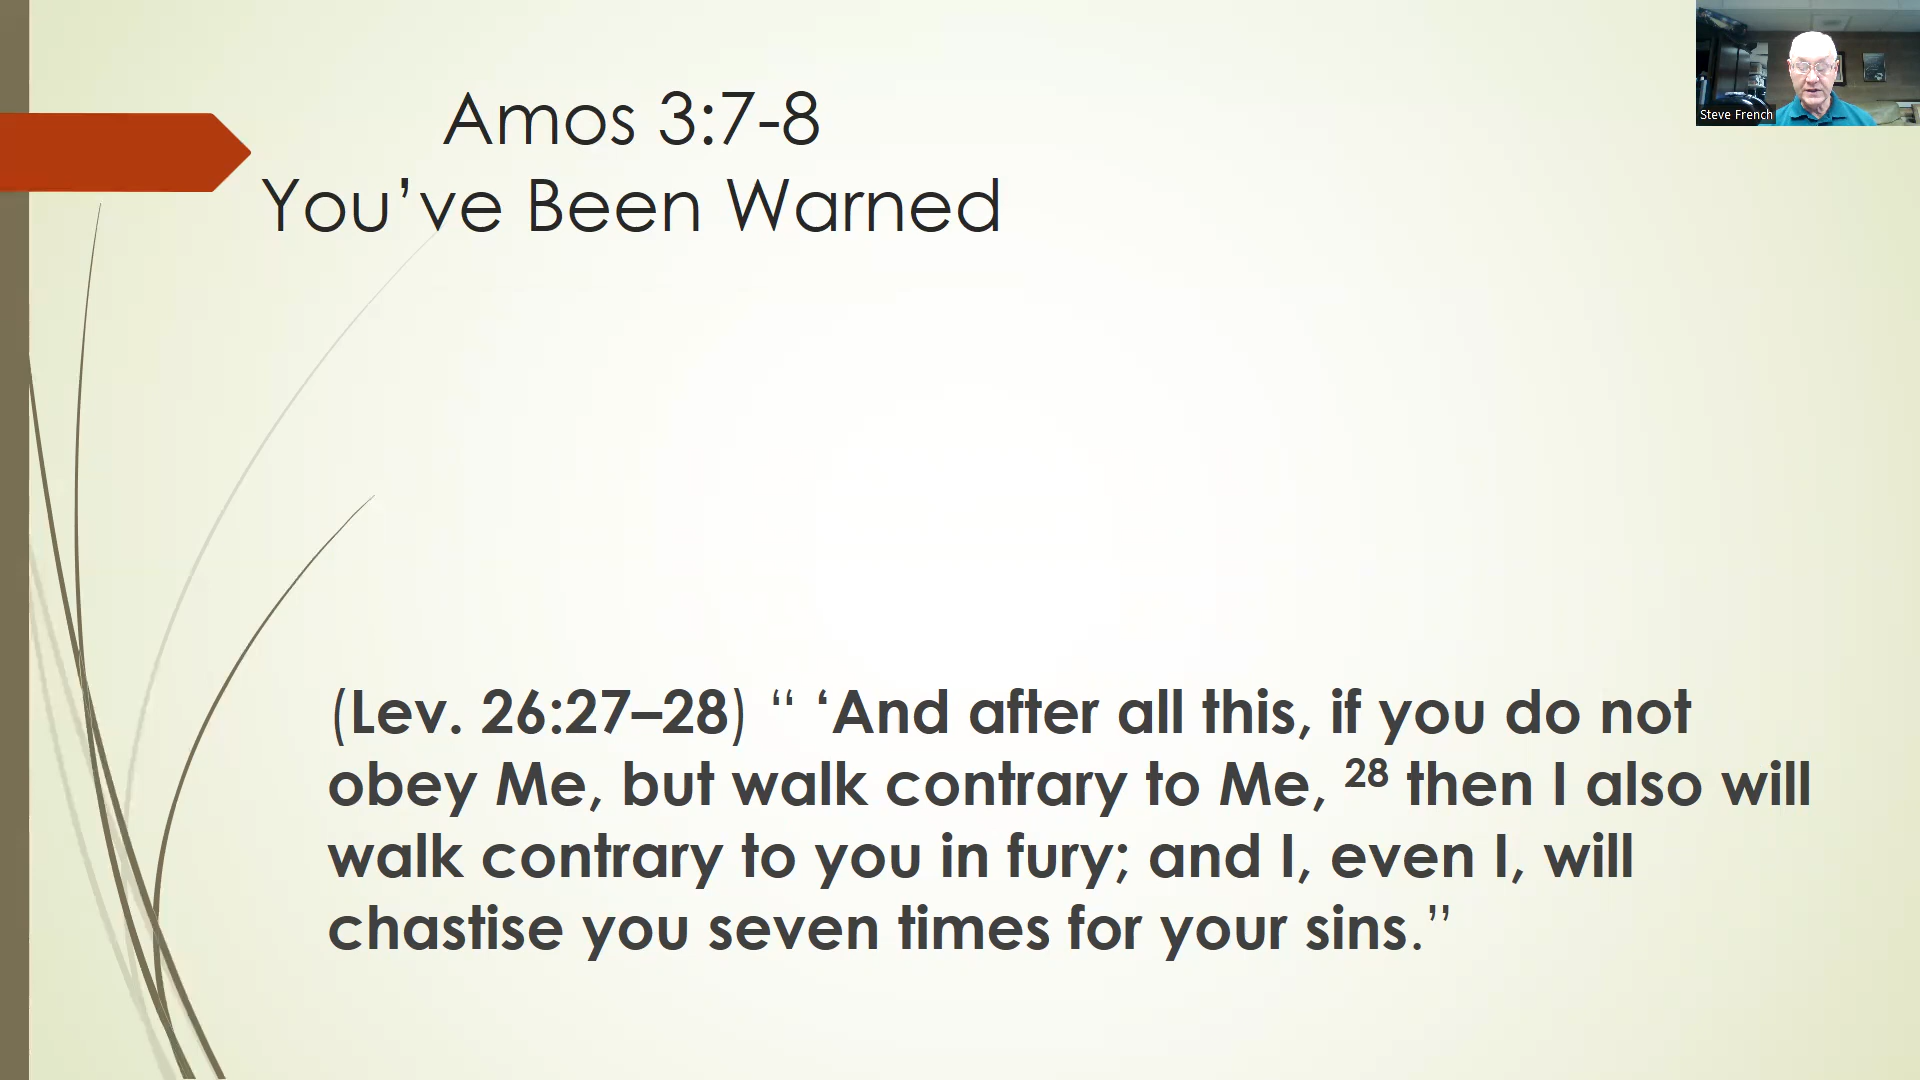 Amos 3:7-8
You’ve Been Warned
Steve French
(Lev. 26:27–28) “ ‘And after all this, if you do not
obey Me, but walk contrary to Me, 28 then I also will
walk contrary to you in fury; and I, even I, will
chastise you seven times for your sins.”